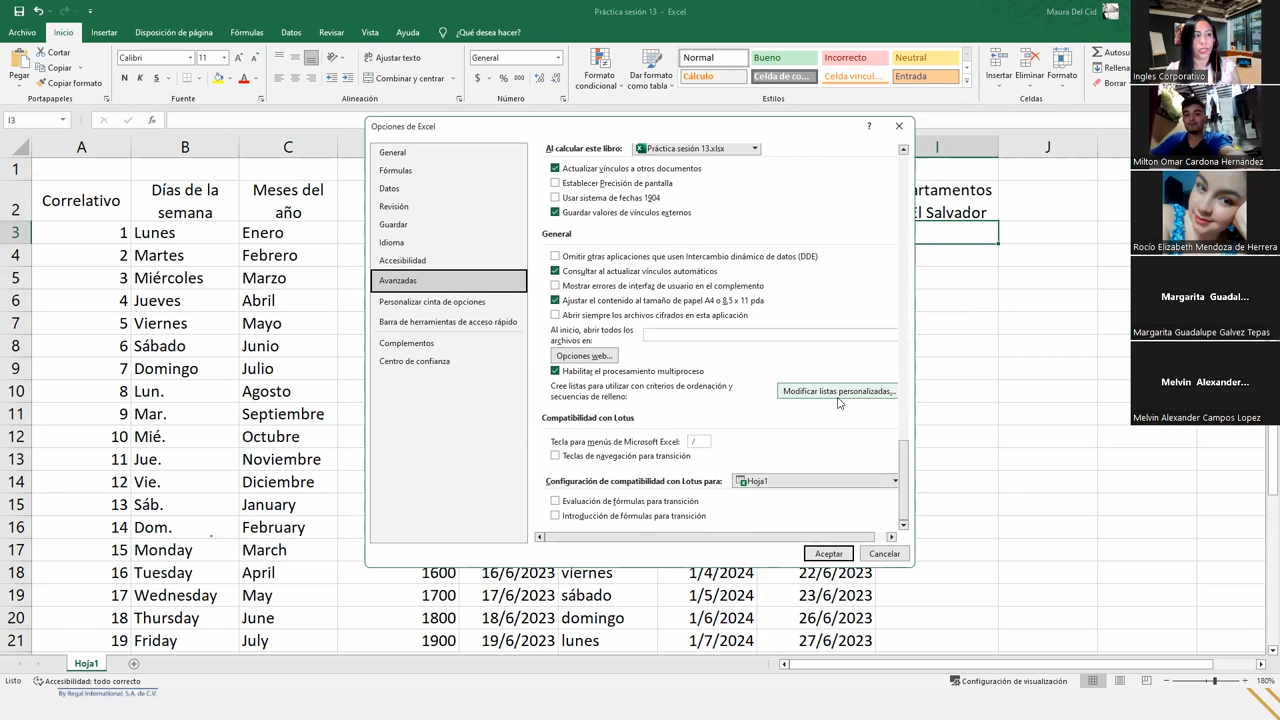 Práctica sesión 13 - Excel
Maura Del Cid
Archivo Inicio Insertar Disposición de página Fórmulas Datos Revisar Vista Ayuda ¿Qué desea hacer?
Pegar
Cortar
Copiar
Copiar formato
Portapapeles
Calibri 11
N K S
Fuente
Ajustar texto
Combinar y centrar
Alineación
General
$ % 000
Número
Formato condicional
Dar formato como tabla
Normal Bueno Incorrecto Neutral
Cálculo Celda de co... Celda vincul... Entrada
Estilos
Insertar Eliminar Formato
Celdas
Autosu
Rellena
Borrar
I3
fx
A B C I J
1
2 Correlativo Días de la semana Meses del año artamentos El Salvador
3 1 Lunes Enero
4 2 Martes Febrero
5 3 Miércoles Marzo
6 4 Jueves Abril
7 5 Viernes Mayo
8 6 Sábado Junio
9 7 Domingo Julio
10 8 Lun. Agosto
11 9 Mar. Septiembre
12 10 Mié. Octubre
13 11 Jue. Noviembre
14 12 Vie. Diciembre
15 13 Sáb. January
16 14 Dom. February
17 15 Monday March
18 16 Tuesday April 1600 16/6/2023 viernes 1/4/2024 22/6/2023
19 17 Wednesday May 1700 17/6/2023 sábado 1/5/2024 23/6/2023
20 18 Thursday June 1800 18/6/2023 domingo 1/6/2024 26/6/2023
21 19 Friday July 1900 19/6/2023 lunes 1/7/2024 27/6/2023
Opciones de Excel
?
General
Fórmulas
Datos
Revisión
Guardar
Idioma
Accesibilidad
Avanzadas
Personalizar cinta de opciones
Barra de herramientas de acceso rápido
Complementos
Centro de confianza
Al calcular este libro: Práctica sesión 13.xlsx
Actualizar vínculos a otros documentos
Establecer Precisión de pantalla
Usar sistema de fechas 1904
Guardar valores de vínculos externos
General
Omitir otras aplicaciones que usen Intercambio dinámico de datos (DDE)
Consultar al actualizar vínculos automáticos
Mostrar errores de interfaz de usuario en el complemento
Ajustar el contenido al tamaño de papel A4 o 8,5 x 11 pda
Abrir siempre los archivos cifrados en esta aplicación
Al inicio, abrir todos los archivos en:
Opciones web...
Habilitar el procesamiento multiproceso
Cree listas para utilizar con criterios de ordenación y secuencias de relleno:
Modificar listas personalizadas...
Compatibilidad con Lotus
Tecla para menús de Microsoft Excel: /
Teclas de navegación para transición
Configuración de compatibilidad con Lotus para: Hoja1
Evaluación de fórmulas para transición
Introducción de fórmulas para transición
Aceptar Cancelar
Hoja1
Listo Accesibilidad: todo correcto
Configuración de visualización
180%
By Regal International, S.A. de C.V.
Ingles Corporativo
Milton Omar Cardona Hernández
Rocío Elizabeth Mendoza de Herrera
Margarita Guadal...
Margarita Guadalupe Galvez Tepas
Melvin Alexander...
Melvin Alexander Campos Lopez